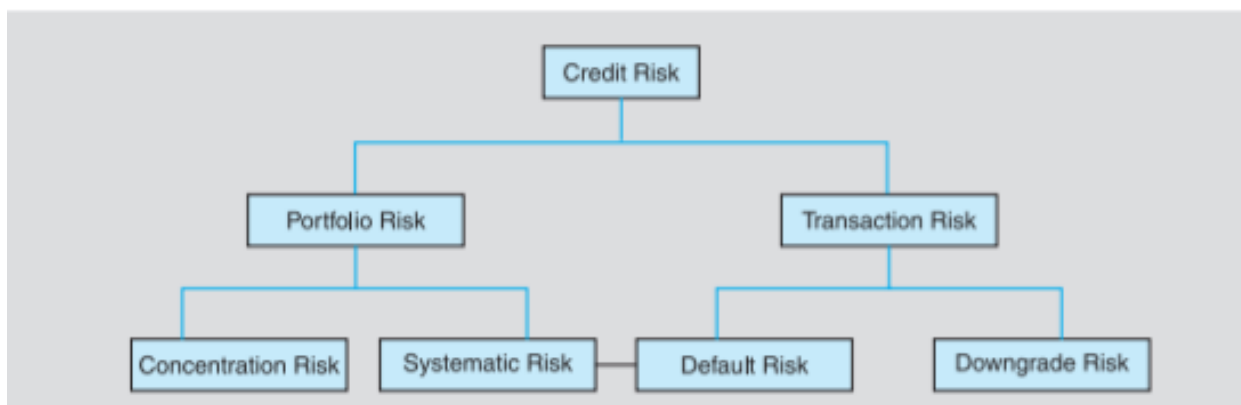 Credit Risk
Portfolio Risk
Transaction Risk
Concentration Risk
Systematic Risk
Default Risk
Downgrade Risk